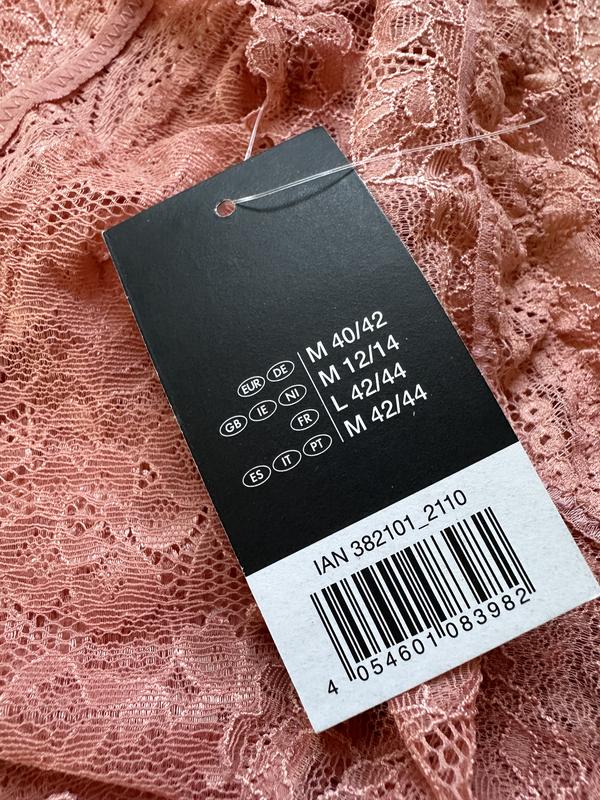 EUR DE M 40/42
GB IE NI M 12/14
FR L 42/44
ES IT PT M 42/44
IAN 382101_2110
4 054601 083982